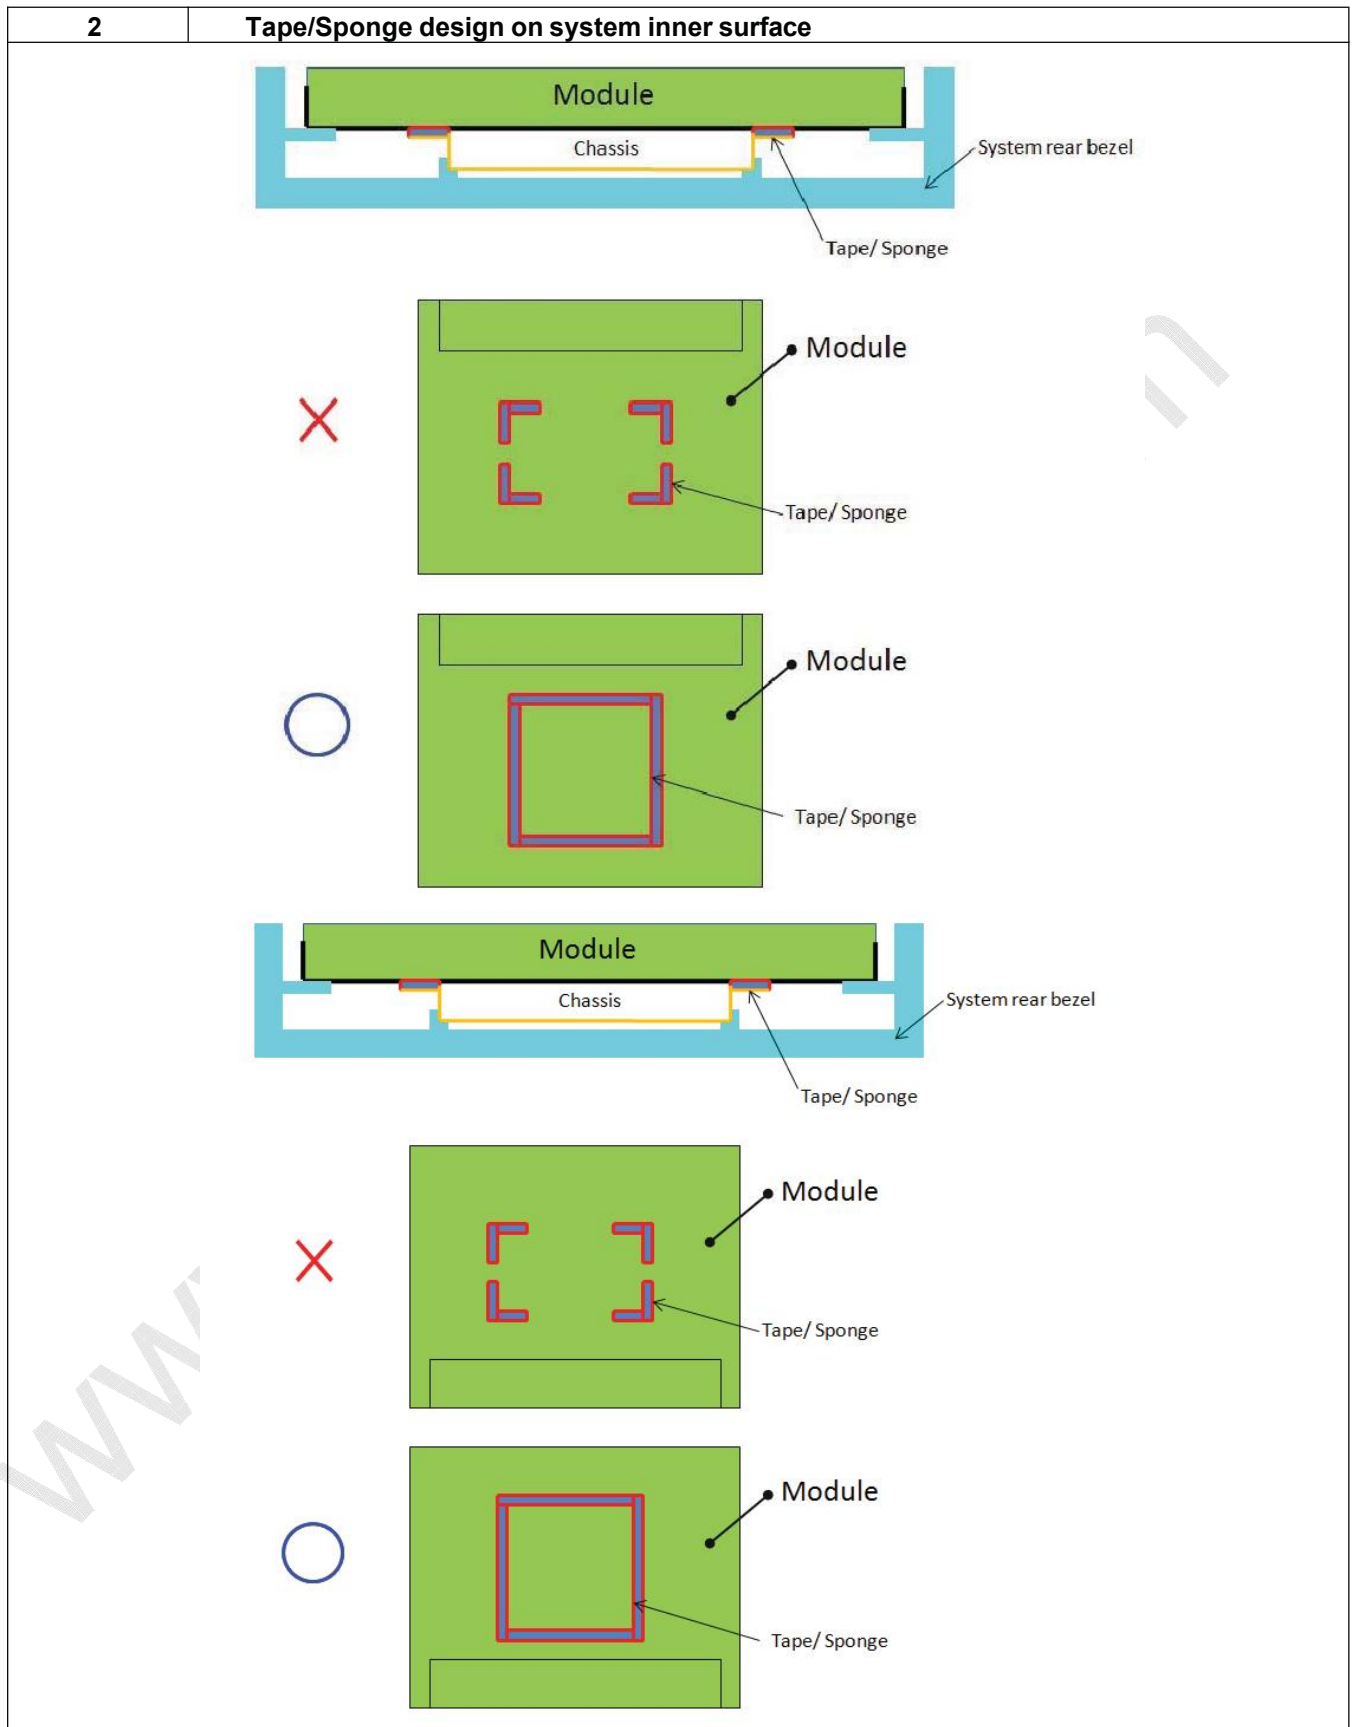 2 Tape/Sponge design on system inner surface
Module
Chassis
System rear bezel
Tape/ Sponge
Module
Tape/ Sponge
Module
Tape/ Sponge
Module
Chassis
System rear bezel
Tape/ Sponge
Module
Tape/ Sponge
Module
Tape/ Sponge